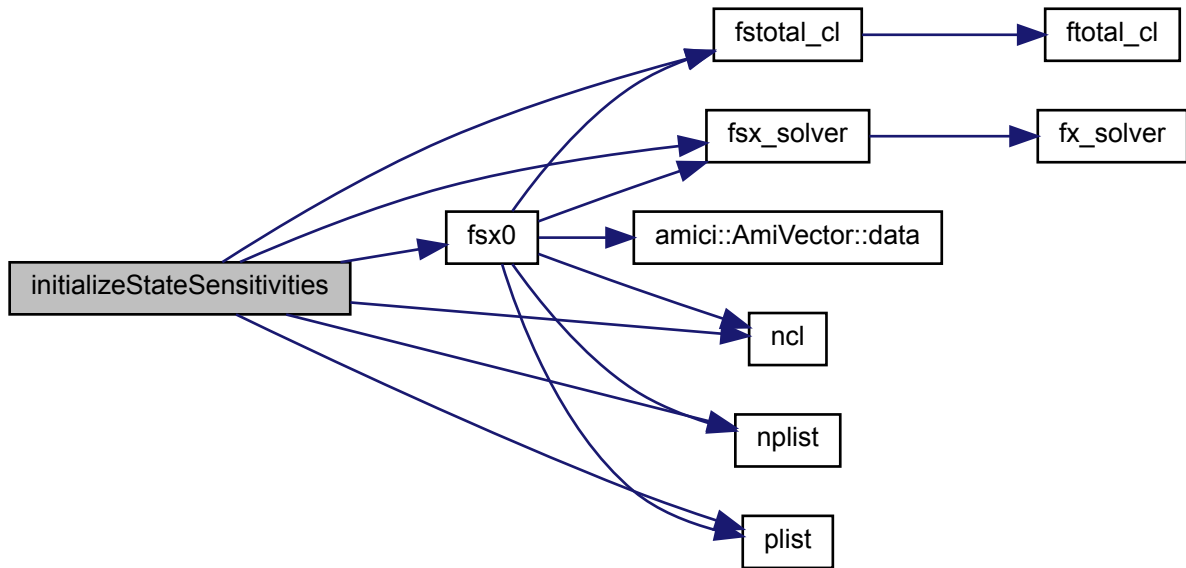 fstotal_cl
ftotal_cl
fsx_solver
fx_solver
fsx0
amici::AmiVector::data
initializeStateSensitivities
ncl
nplist
plist